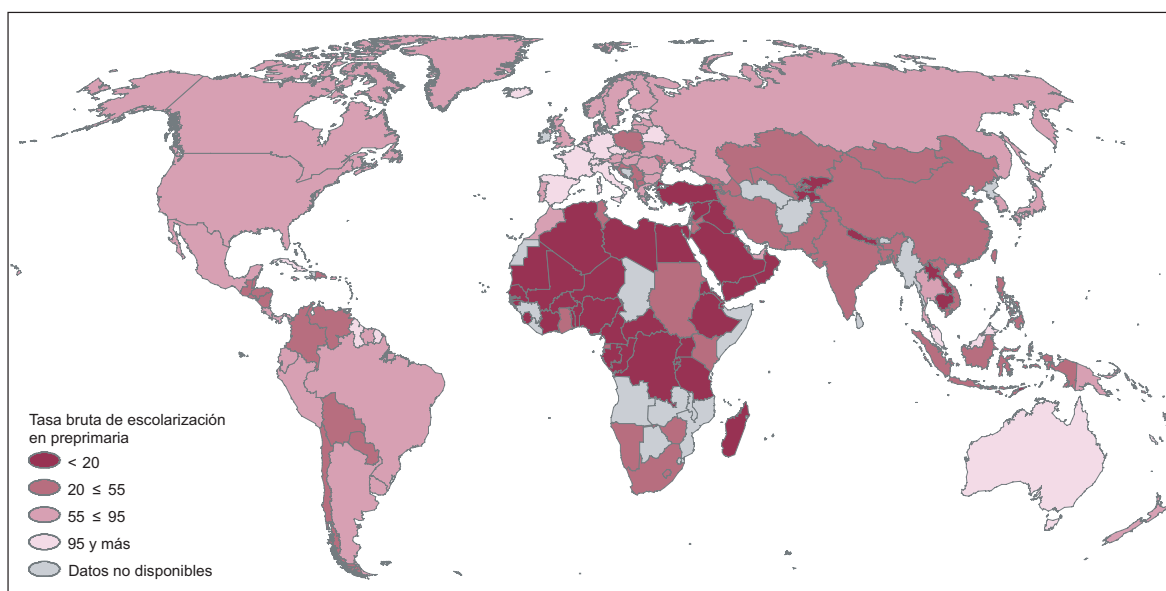 Tasa bruta de escolarización
en preprimaria
< 20
20 ≤ 55
55 ≤ 95
95 y más
Datos no disponibles